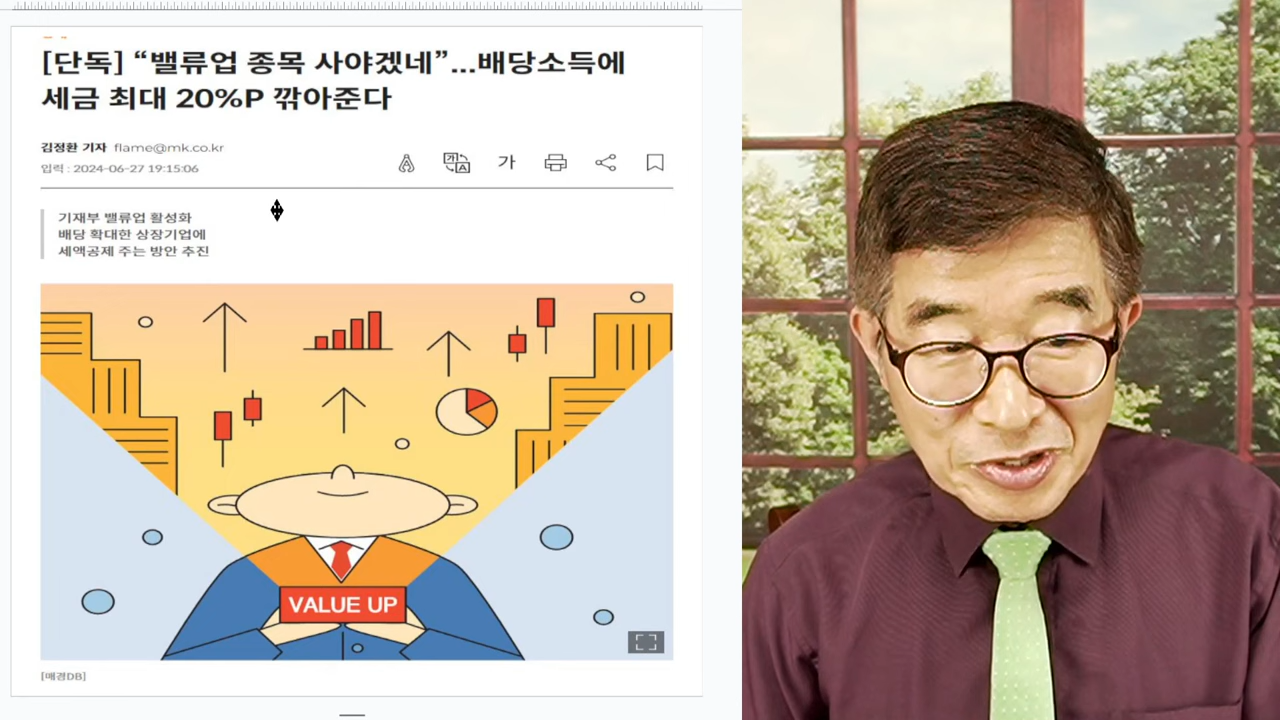 [단독] “밸류업 종목 사야겠네”...배당소득에
세금 최대 20%P 깎아준다
김정환 기자 flame@mk.co.kr
입력 : 2024-06-27 19:15:06
가
기재부 밸류업 활성화
배당 확대한 상장기업에
세액공제 주는 방안 추진
VALUE UP
[매경DB]